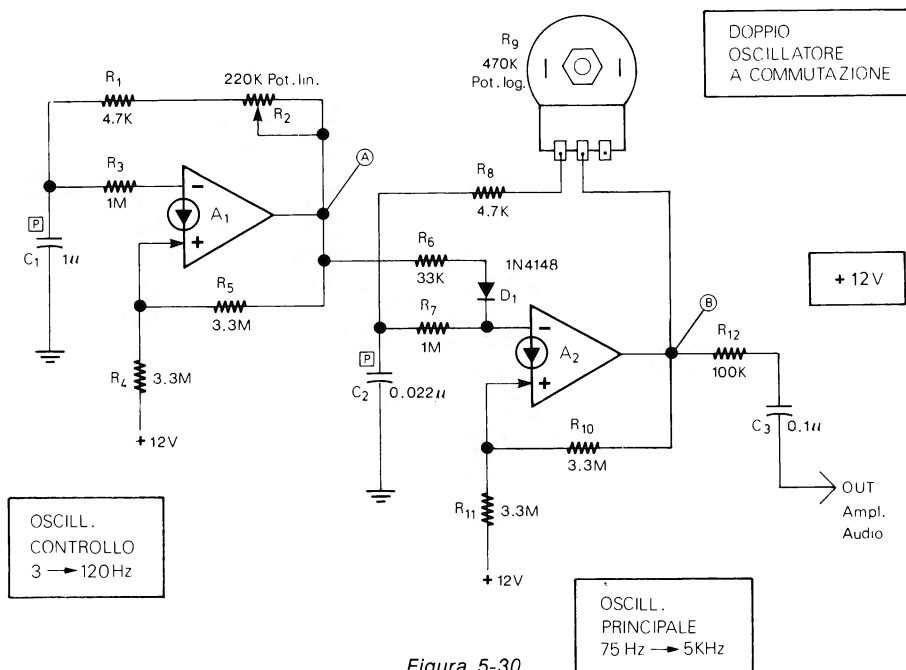 R1
4.7K
220K Pot. lin.
R2
R9
470K
Pot. log.
DOPPIO
OSCILLATORE
A COMMUTAZIONE
R3
1M
A1
-
+
A
P
C1
1u
R5
3.3M
R4
3.3M
+12V
R8
4.7K
R6
33K
1N4148
D1
R7
1M
A2
-
+
P
C2
0.022u
B
+ 12V
R12
100K
C3
0.1u
R10
3.3M
R11
3.3M
+12V
OUT
Ampl.
Audio
OSCILL.
CONTROLLO
3 → 120Hz
OSCILL.
PRINCIPALE
75 Hz → 5KHz
Figura 5-30